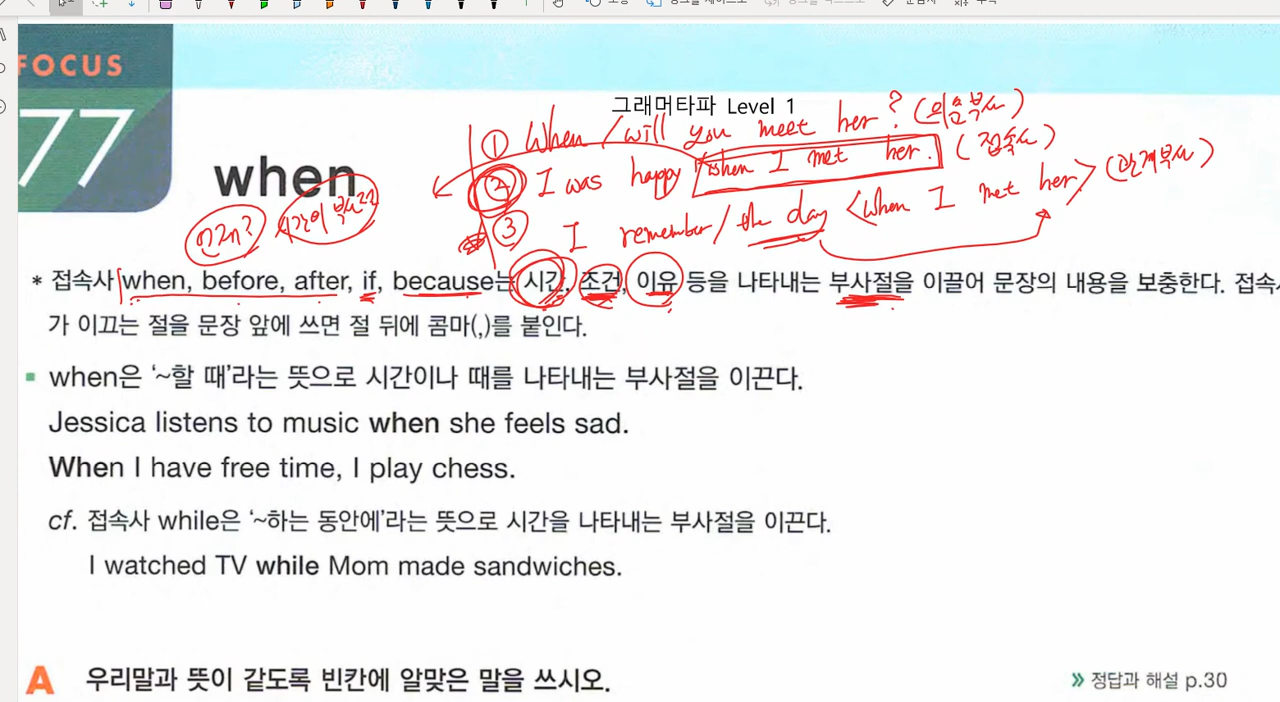 FOCUS
77
when
그래머타파 Level 1
① When / will you meet her? (의문부사)
② I was happy when I met her. (접속사)
③ I remember / the day <when I met her> (관계부사)
언제?
시간의 부사절
* 접속사 when, before, after, if, because는 시간, 조건, 이유 등을 나타내는 부사절을 이끌어 문장의 내용을 보충한다. 접속사
가 이끄는 절을 문장 앞에 쓰면 절 뒤에 콤마(,)를 붙인다.
▪ when은 '~할 때'라는 뜻으로 시간이나 때를 나타내는 부사절을 이끈다.
Jessica listens to music when she feels sad.
When I have free time, I play chess.
cf. 접속사 while은 '~하는 동안에'라는 뜻으로 시간을 나타내는 부사절을 이끈다.
I watched TV while Mom made sandwiches.
A 우리말과 뜻이 같도록 빈칸에 알맞은 말을 쓰시오.
» 정답과 해설 p.30